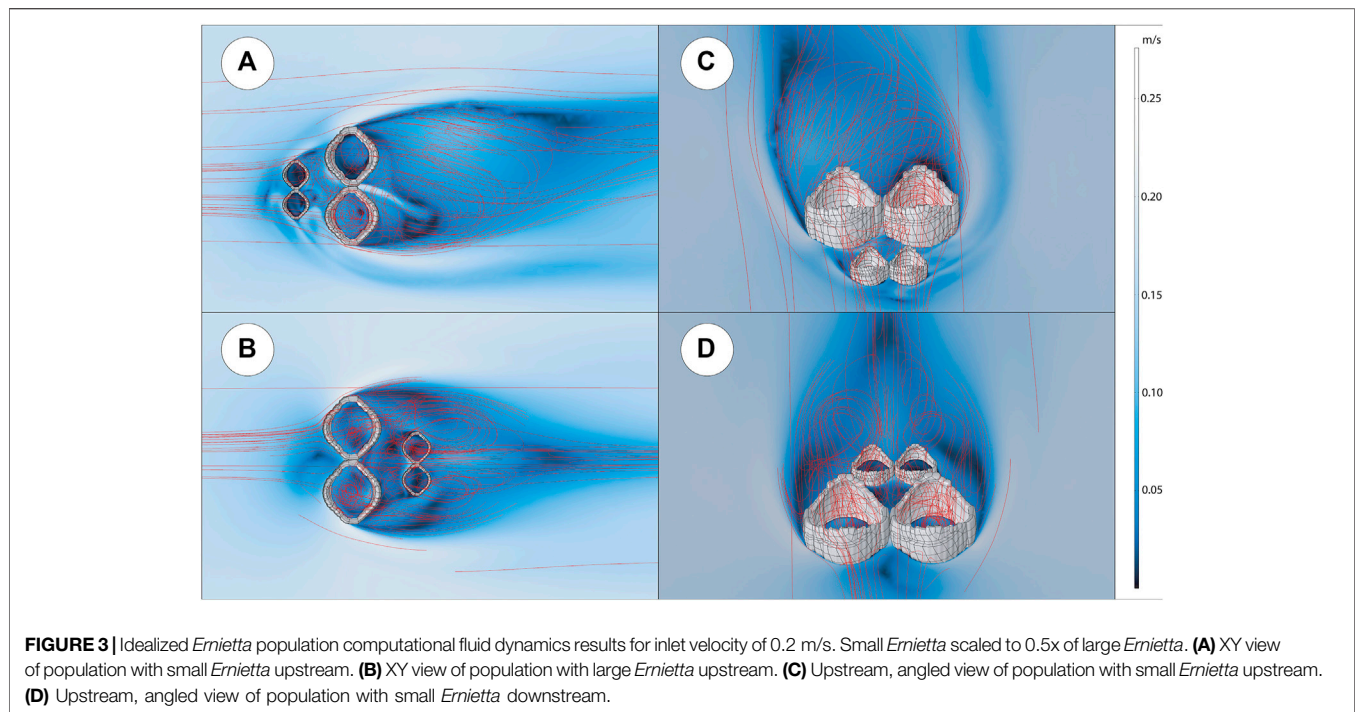 A
C
m/s
0.25
0.20
0.15
B
D
0.10
0.05
FIGURE 3 | Idealized Ernietta population computational fluid dynamics results for inlet velocity of 0.2 m/s. Small Ernietta scaled to 0.5x of large Ernietta. (A) XY view
of population with small Ernietta upstream. (B) XY view of population with large Ernietta upstream. (C) Upstream, angled view of population with small Ernietta upstream.
(D) Upstream, angled view of population with small Ernietta downstream.